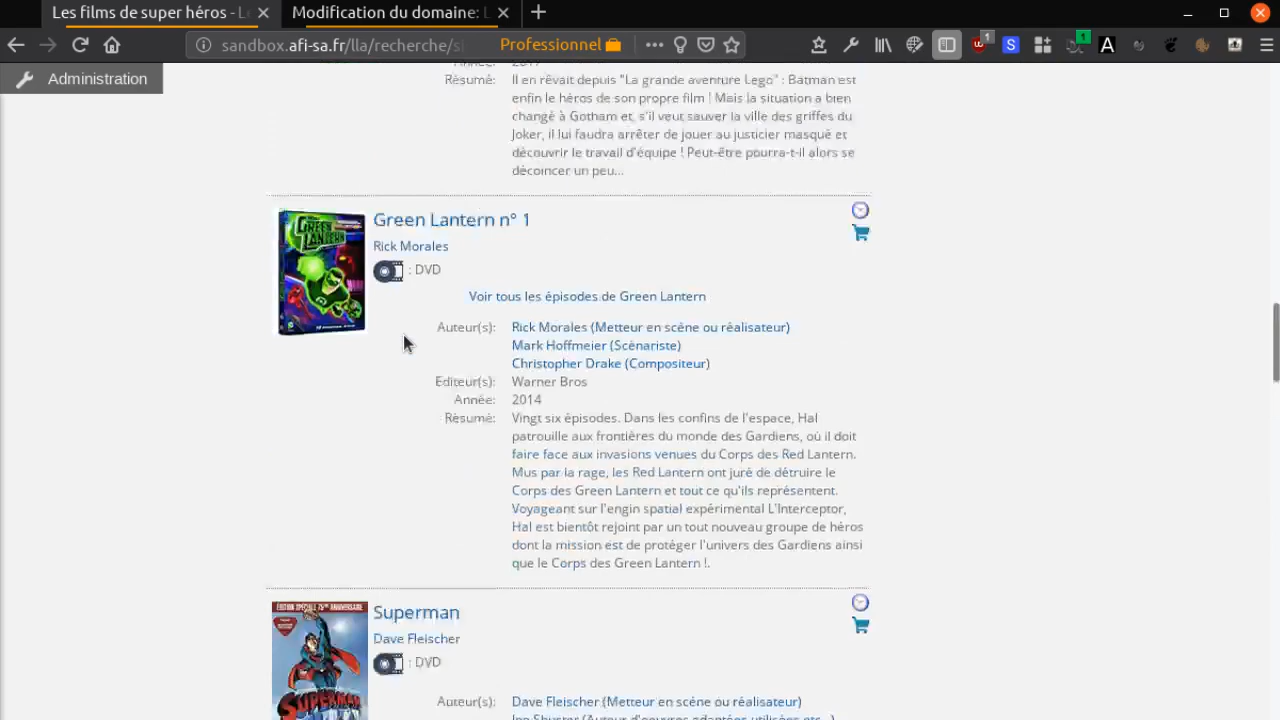 Les films de super héros - L
Modification du domaine: L
sandbox.afi-sa.fr/lla/recherche/s
Professionnel
1
S
1
A
Administration
Résumé: Il en rêvait depuis "La grande aventure Lego" : Batman est
enfin le héros de son propre film ! Mais la situation a bien
changé à Gotham et, s'il veut sauver la ville des griffes du
Joker, il lui faudra arrêter de jouer au justicier masqué et
découvrir le travail d'équipe ! Peut-être pourra-t-il alors se
décoincer un peu...
GREEN LANTERN
Green Lantern n° 1
Rick Morales
: DVD
Voir tous les épisodes de Green Lantern
Auteur(s): Rick Morales (Metteur en scène ou réalisateur)
Mark Hoffmeier (Scénariste)
Christopher Drake (Compositeur)
Editeur(s): Warner Bros
Année: 2014
Résumé: Vingt six épisodes. Dans les confins de l'espace, Hal
patrouille aux frontières du monde des Gardiens, où il doit
faire face aux invasions venues du Corps des Red Lantern.
Mus par la rage, les Red Lantern ont juré de détruire le
Corps des Green Lantern et tout ce qu'ils représentent.
Voyageant sur l'engin spatial expérimental L'Interceptor,
Hal est bientôt rejoint par un tout nouveau groupe de héros
dont la mission est de protéger l'univers des Gardiens ainsi
que le Corps des Green Lantern !.
EDITION SPÉCIALE 75ème ANNIVERSAIRE
SUPERMAN
Superman
Dave Fleischer
: DVD
Auteur(s): Dave Fleischer (Metteur en scène ou réalisateur)